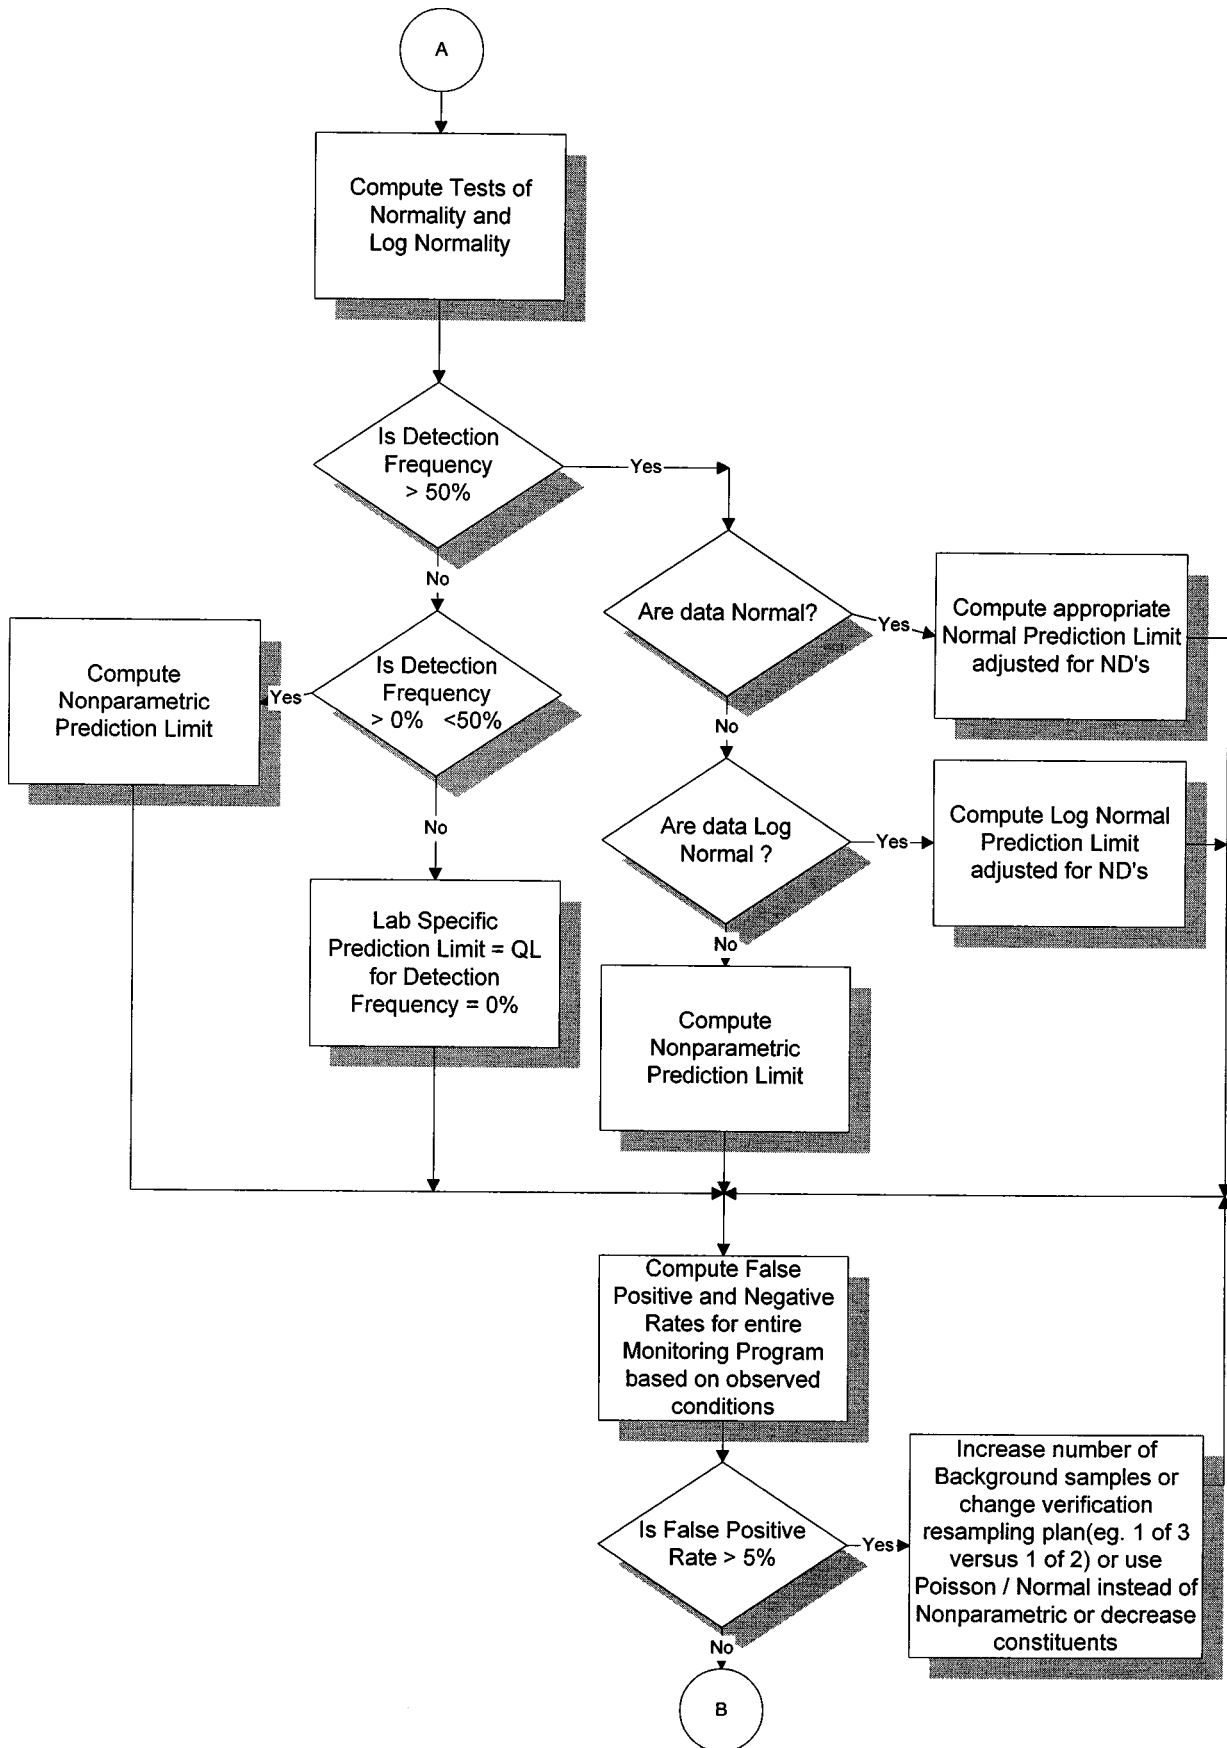 A
Compute Tests of
Normality and
Log Normality
Is Detection
Frequency
> 50%
Yes
No
Are data Normal?
Yes
Compute appropriate
Normal Prediction Limit
adjusted for ND's
Compute
Nonparametric
Prediction Limit
Yes
Is Detection
Frequency
> 0% <50%
No
No
Are data Log
Normal ?
Yes
Compute Log Normal
Prediction Limit
adjusted for ND's
Lab Specific
Prediction Limit = QL
for Detection
Frequency = 0%
No
Compute
Nonparametric
Prediction Limit
Compute False
Positive and Negative
Rates for entire
Monitoring Program
based on observed
conditions
Is False Positive
Rate > 5%
Yes
Increase number of
Background samples or
change verification
resampling plan(eg. 1 of 3
versus 1 of 2) or use
Poisson / Normal instead of
Nonparametric or decrease
constituents
No
B